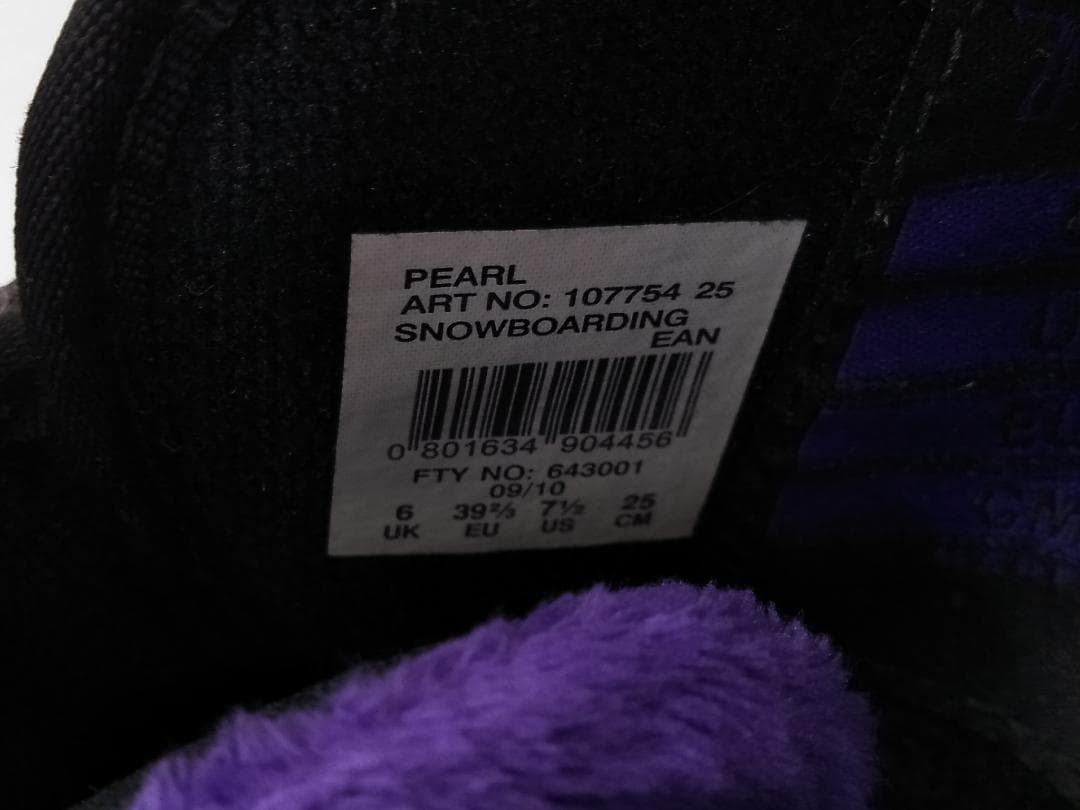 PEARL
ART NO: 107754 25
SNOWBOARDING
EAN
0 801634 904456
FTY NO: 643001
09/10
6 39⅔ 7½ 25
UK EU US CM